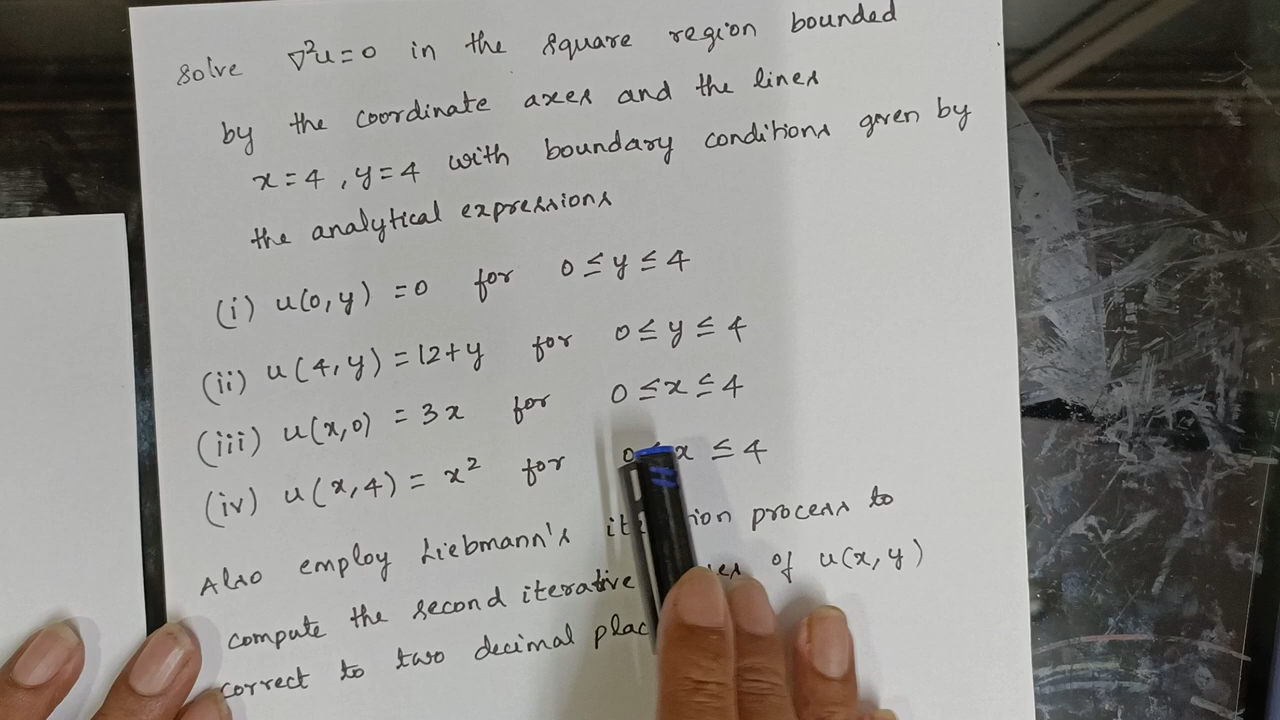 Solve ∇²u=0 in the square region bounded
by the coordinate axes and the lines
x=4, y=4 with boundary conditions given by
the analytical expressions
(i) u(0,y) =0 for 0≤y≤4
(ii) u(4,y)=12+y for 0≤y≤4
(iii) u(x,0) = 3x for 0≤x≤4
(iv) u(x,4) = x² for x ≤4
Also employ Liebmann's process to
compute the second iterative of u(x,y)
correct to two decimal